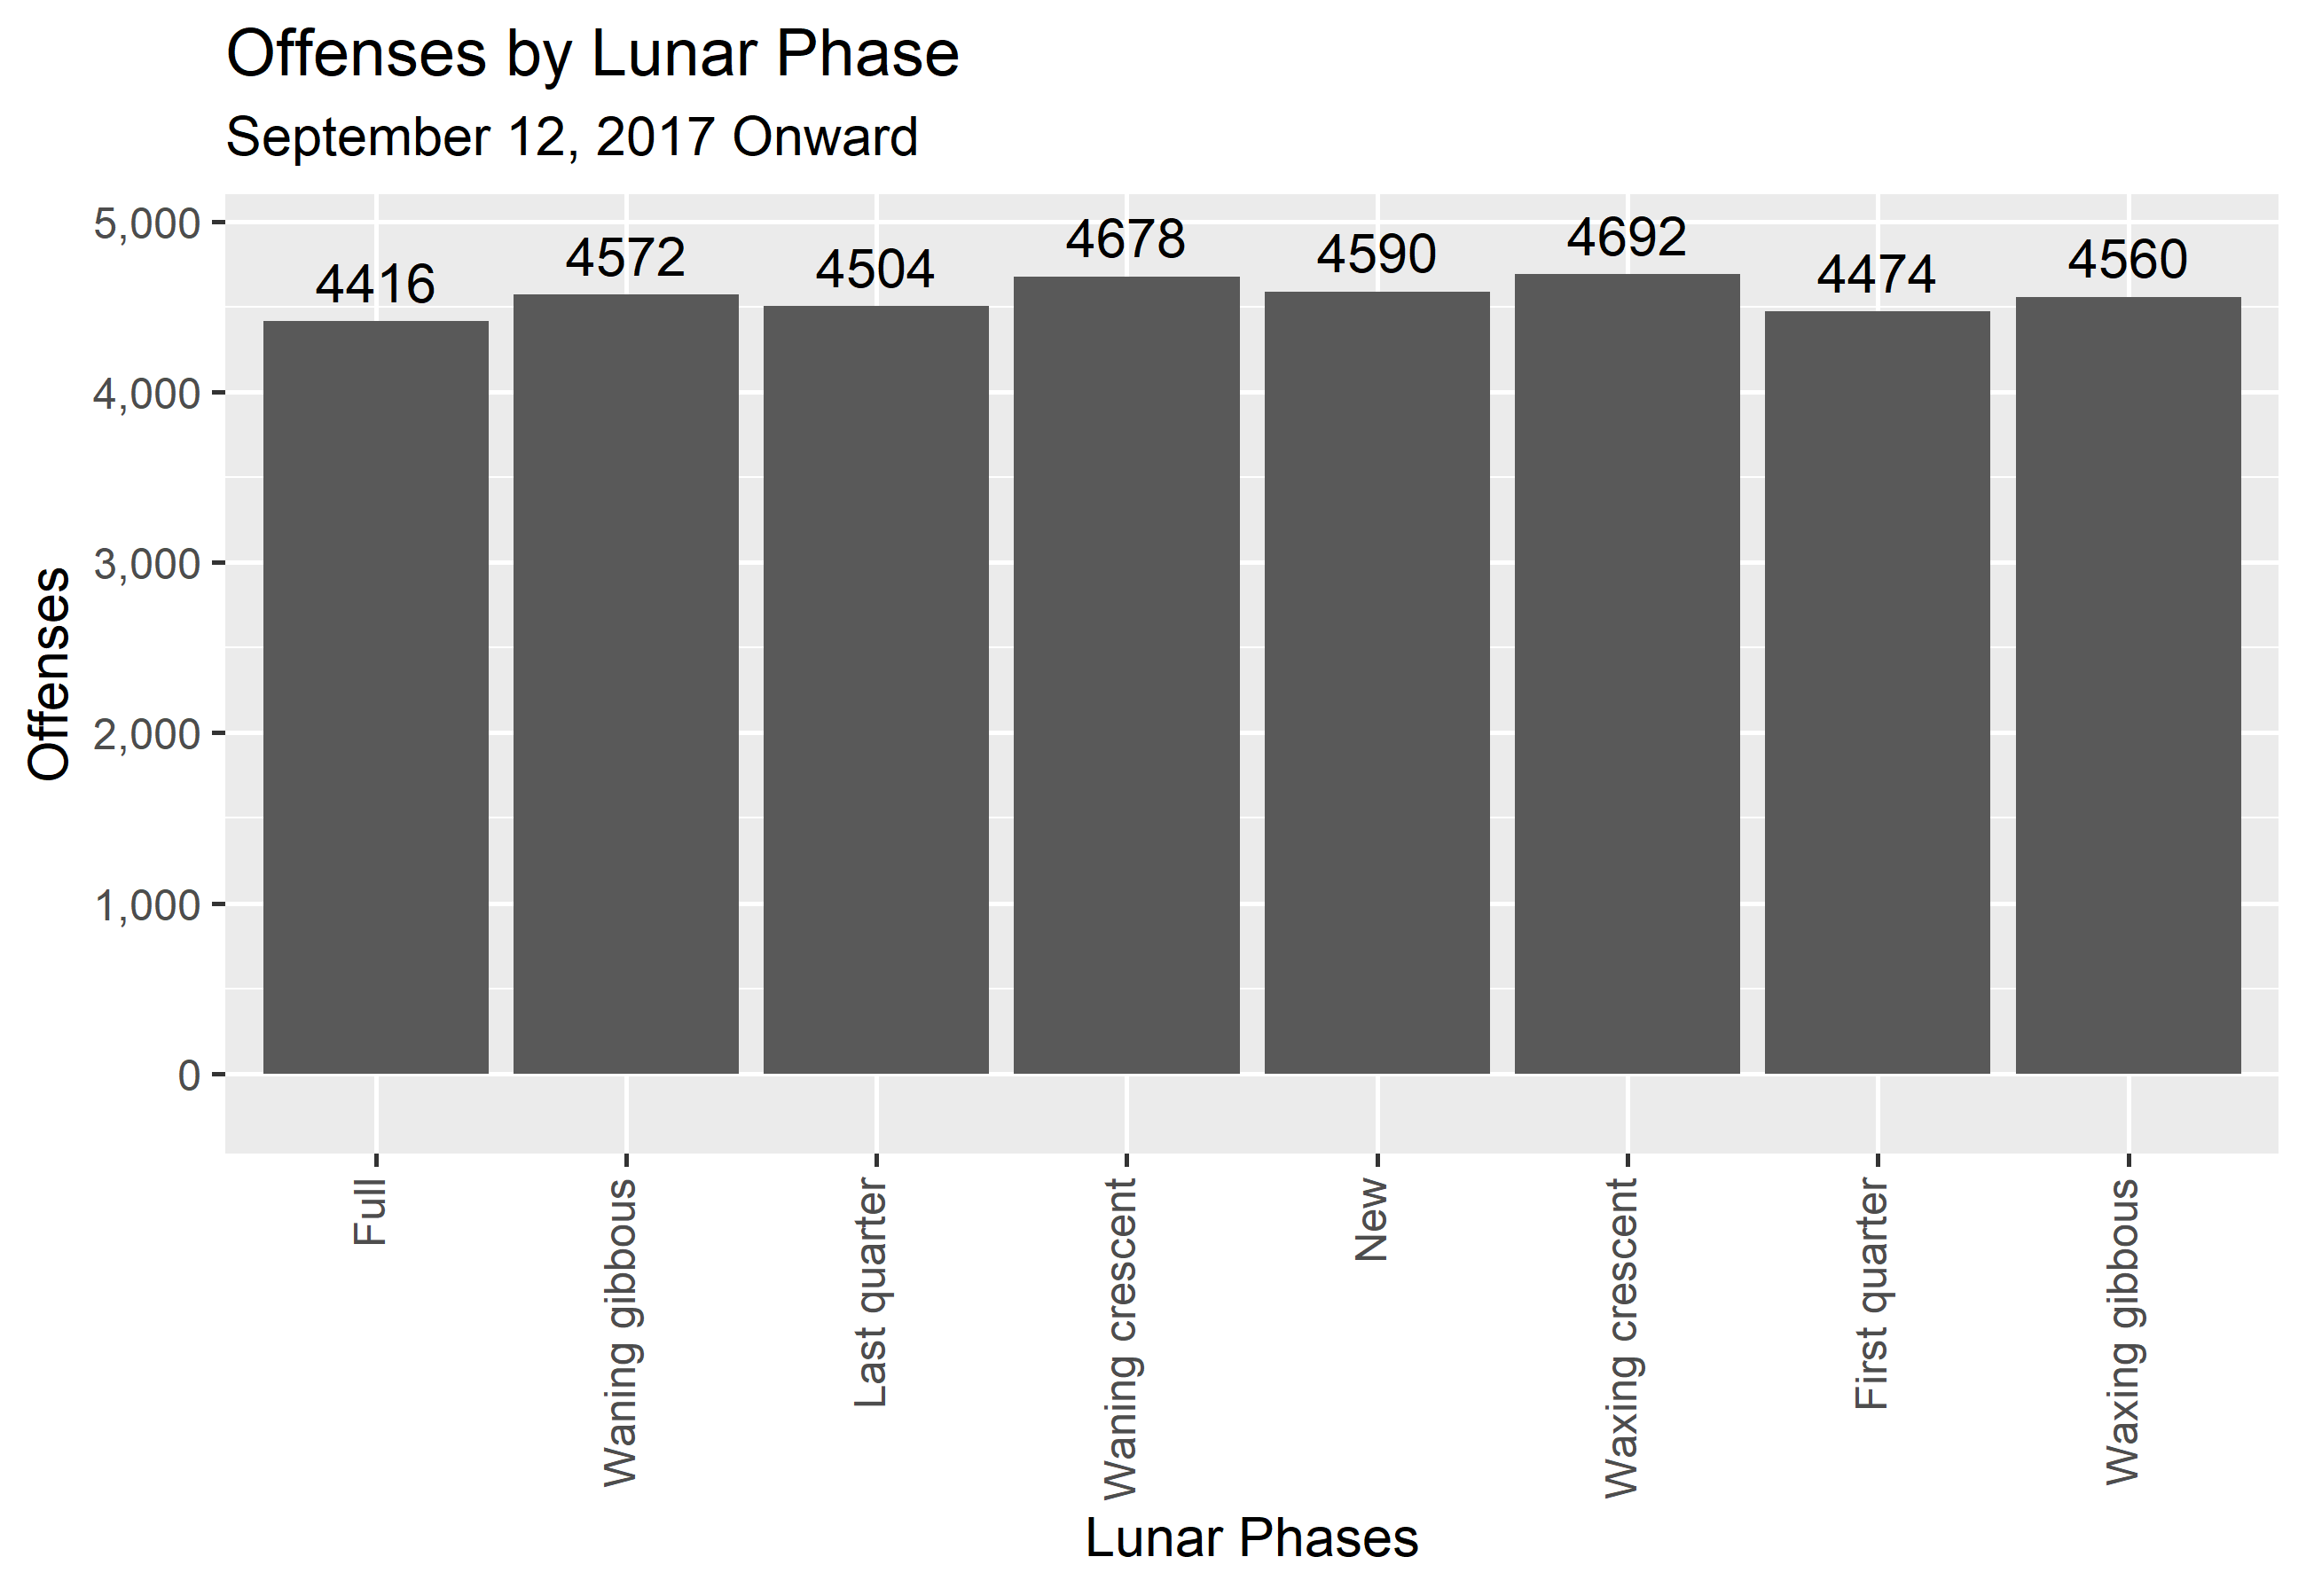 Offenses by Lunar Phase
September 12, 2017 Onward
5,000
4,000
3,000
2,000
1,000
0
Offenses
4416
4572
4504
4678
4590
4692
4474
4560
Full
Waning gibbous
Last quarter
Waning crescent
New
Waxing crescent
First quarter
Waxing gibbous
Lunar Phases